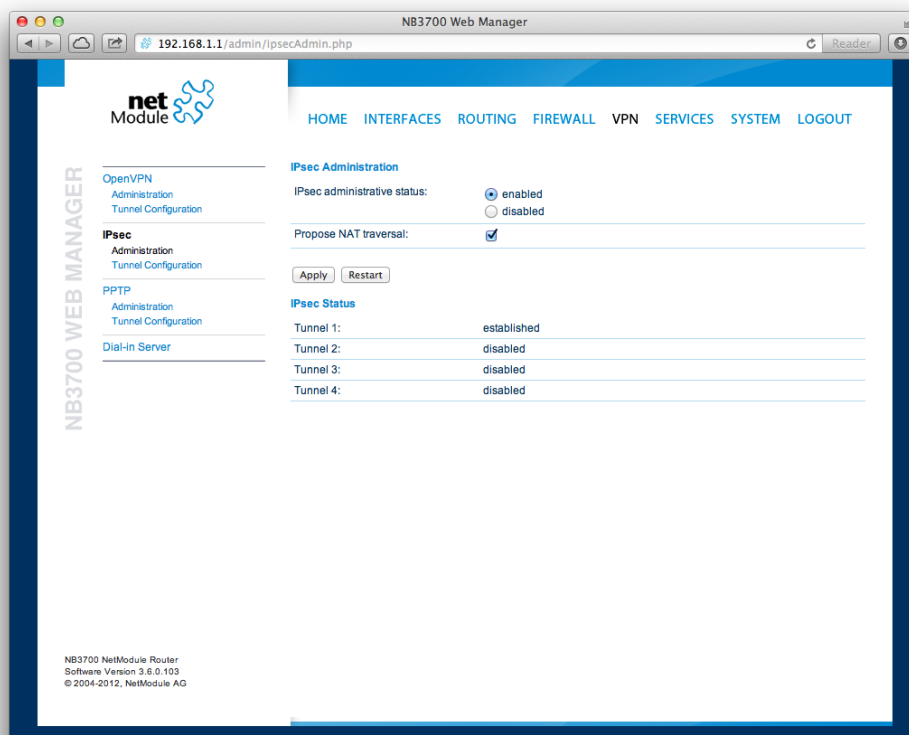 NB3700 Web Manager
192.168.1.1/admin/ipsecAdmin.php
Reader
net
Module
HOME INTERFACES ROUTING FIREWALL VPN SERVICES SYSTEM LOGOUT
NB3700 WEB MANAGER
OpenVPN
Administration
Tunnel Configuration
IPsec
Administration
Tunnel Configuration
PPTP
Administration
Tunnel Configuration
Dial-in Server
IPsec Administration
IPsec administrative status: enabled
disabled
Propose NAT traversal:
Apply Restart
IPsec Status
Tunnel 1: established
Tunnel 2: disabled
Tunnel 3: disabled
Tunnel 4: disabled
NB3700 NetModule Router
Software Version 3.6.0.103
© 2004-2012, NetModule AG